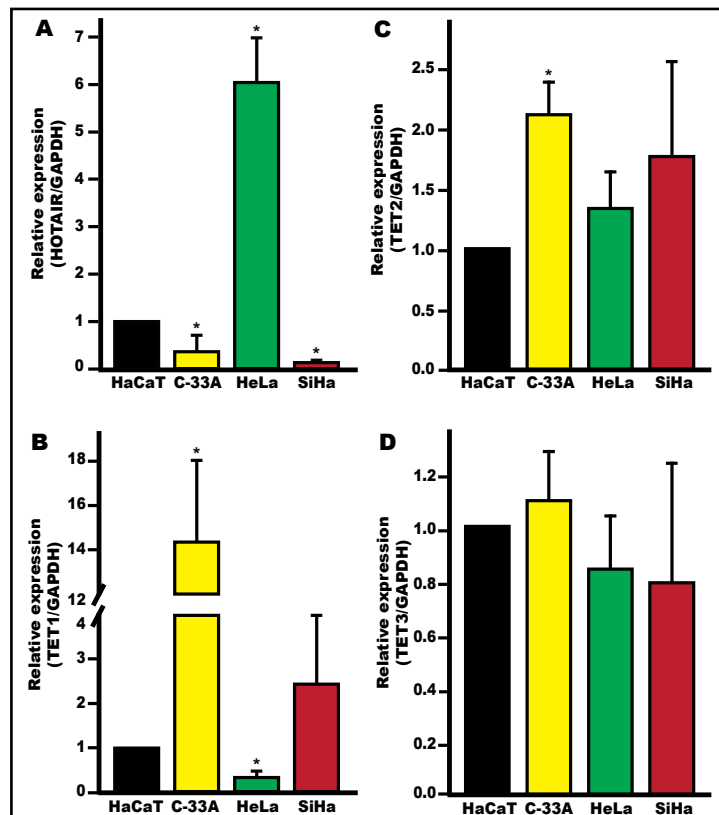 A
Relative expression
(HOTAIR/GAPDH)
7
6
5
4
3
2
1
0
*
*
*
HaCaT C-33A HeLa SiHa
C
Relative expression
(TET2/GAPDH)
2.5
2.0
1.5
1.0
0.5
0.0
*
HaCaT C-33A HeLa SiHa
B
Relative expression
(TET1/GAPDH)
18
16
14
12
4
3
2
1
0
*
*
HaCaT C-33A HeLa SiHa
D
Relative expression
(TET3/GAPDH)
1.2
1.0
0.8
0.6
0.4
0.2
0.0
HaCaT C-33A HeLa SiHa